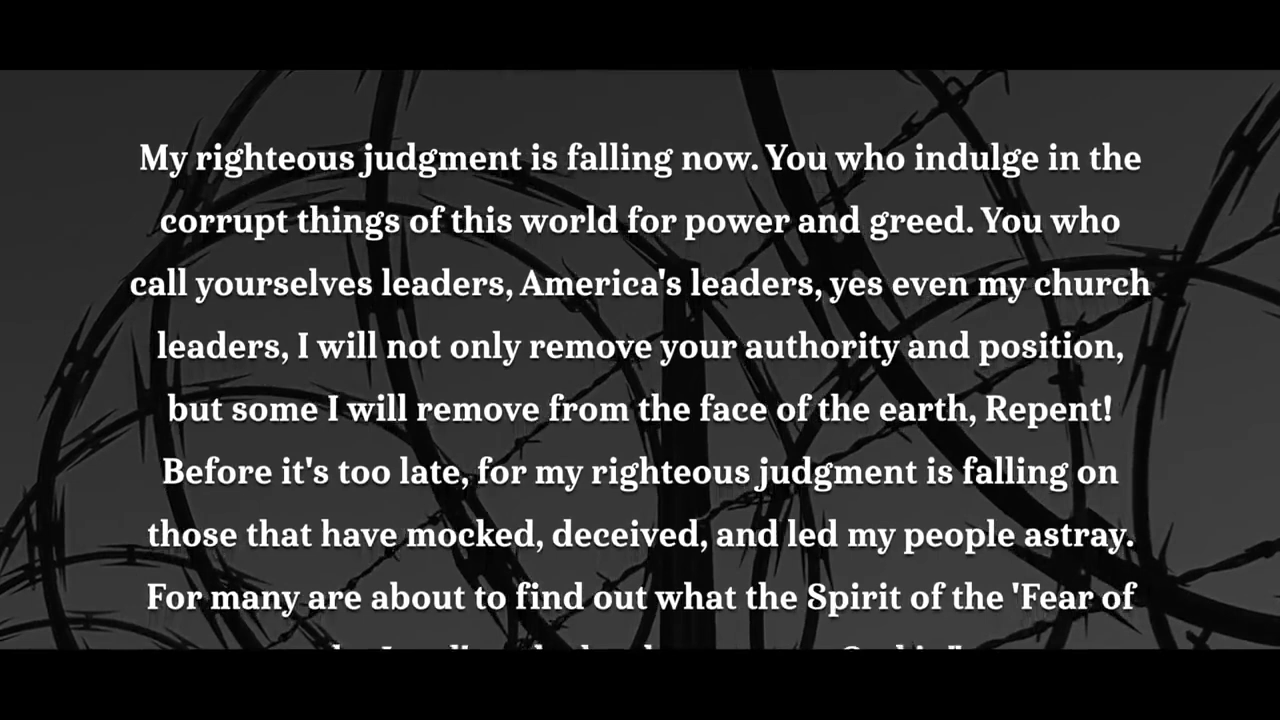 My righteous judgment is falling now. You who indulge in the
corrupt things of this world for power and greed. You who
call yourselves leaders, America's leaders, yes even my church
leaders, I will not only remove your authority and position,
but some I will remove from the face of the earth, Repent!
Before it's too late, for my righteous judgment is falling on
those that have mocked, deceived, and led my people astray.
For many are about to find out what the Spirit of the 'Fear of